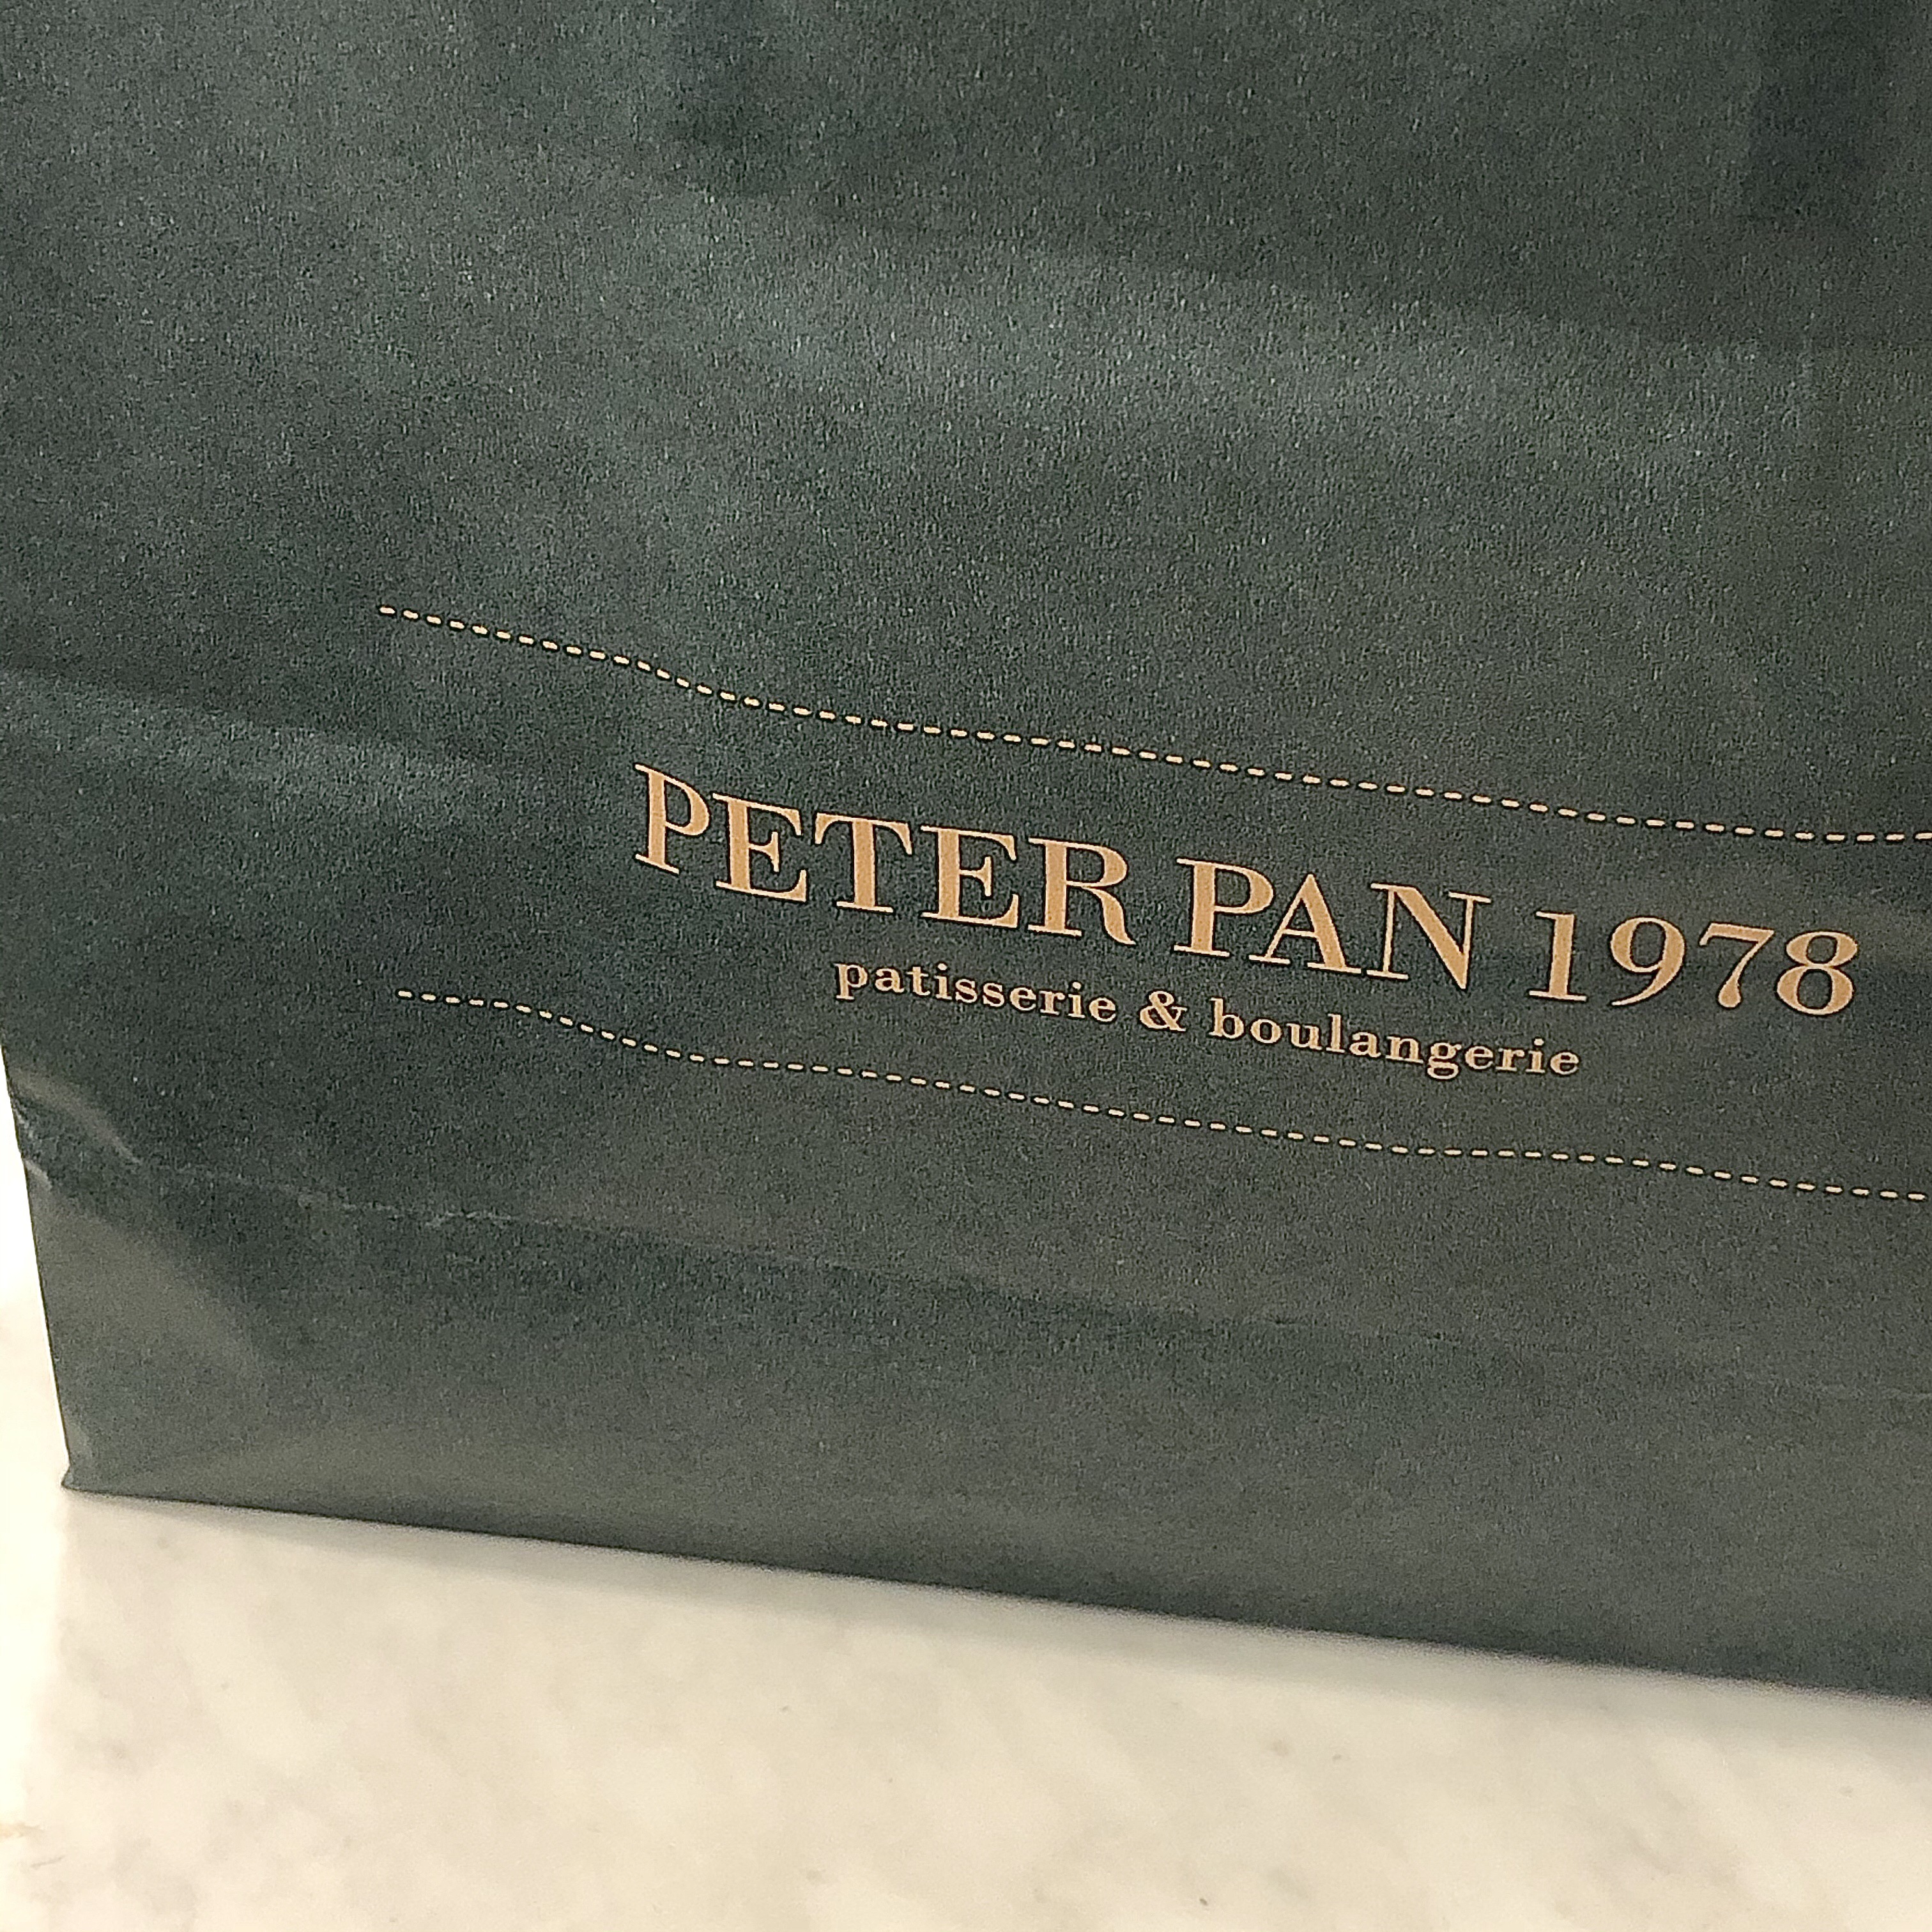 PETER PAN 1978
patisserie & boulangerie